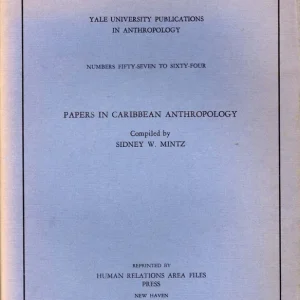 YALE UNIVERSITY PUBLICATIONS
IN ANTHROPOLOGY
NUMBERS FIFTY-SEVEN TO SIXTY-FOUR
PAPERS IN CARIBBEAN ANTHROPOLOGY
Compiled by
SIDNEY W. MINTZ
REPRINTED BY
HUMAN RELATIONS AREA FILES
PRESS
NEW HAVEN